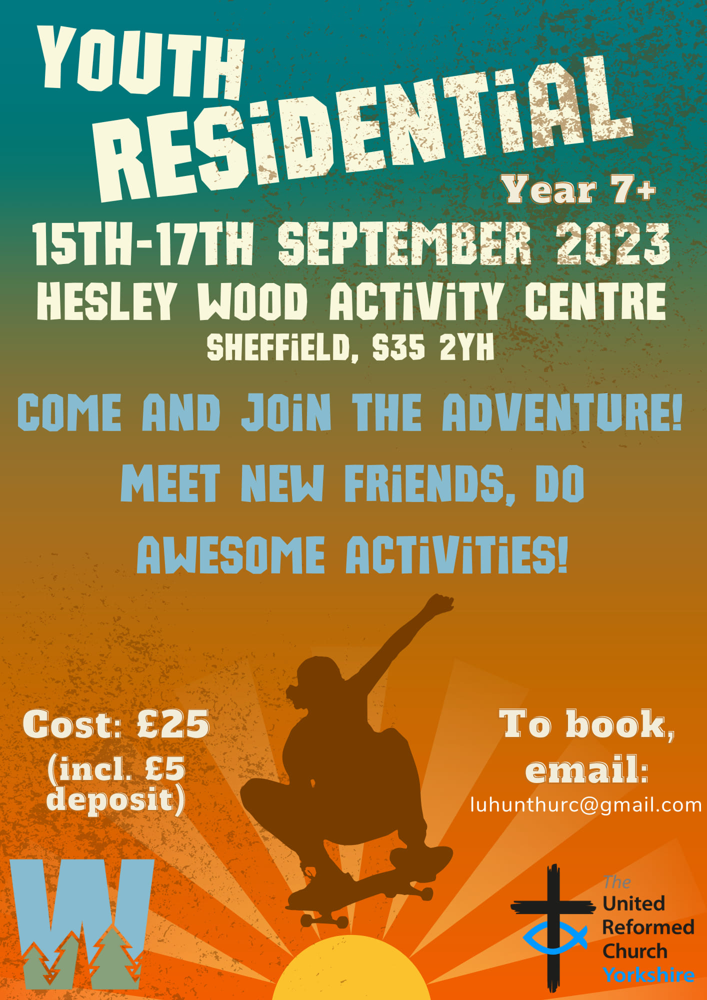 YOUTH
RESiDENTiAL
Year 7+
15TH-17TH SEPTEMBER 2023
HESLEY WOOD ACTiViTY CENTRE
SHEFFiELD, S35 2YH
COME AND JOiN THE ADVENTURE!
MEET NEW FRiENDS, DO
AWESOME ACTiViTiES!
Cost: £25
(incl. £5
deposit)
To book,
email:
luhunthurc@gmail.com
W
The
United
Reformed
Church
Yorkshire